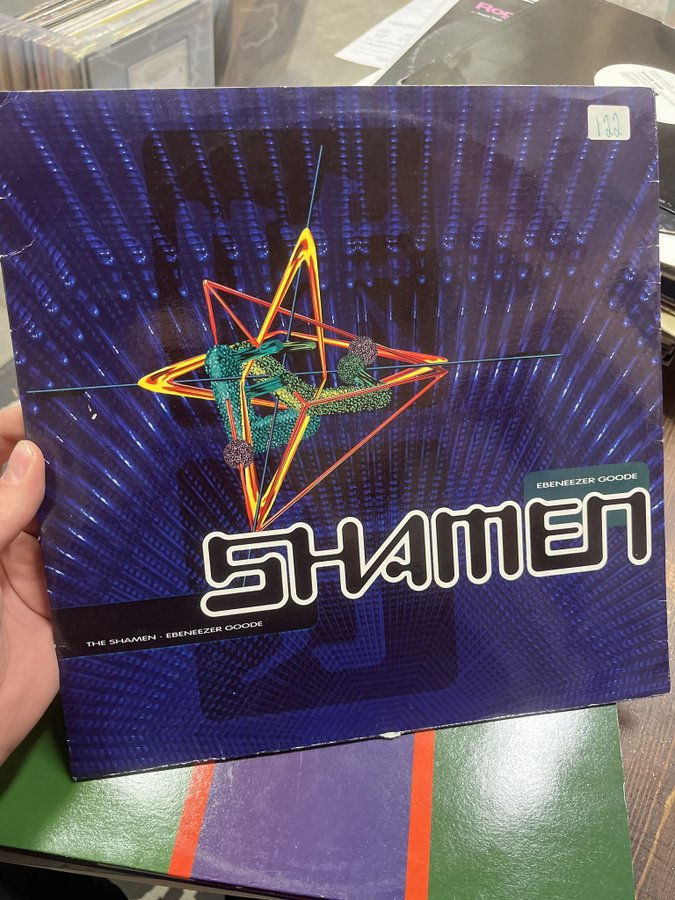 122
EBENEEZER GOODE
SHAMEN
THE SHAMEN · EBENEEZER GOODE